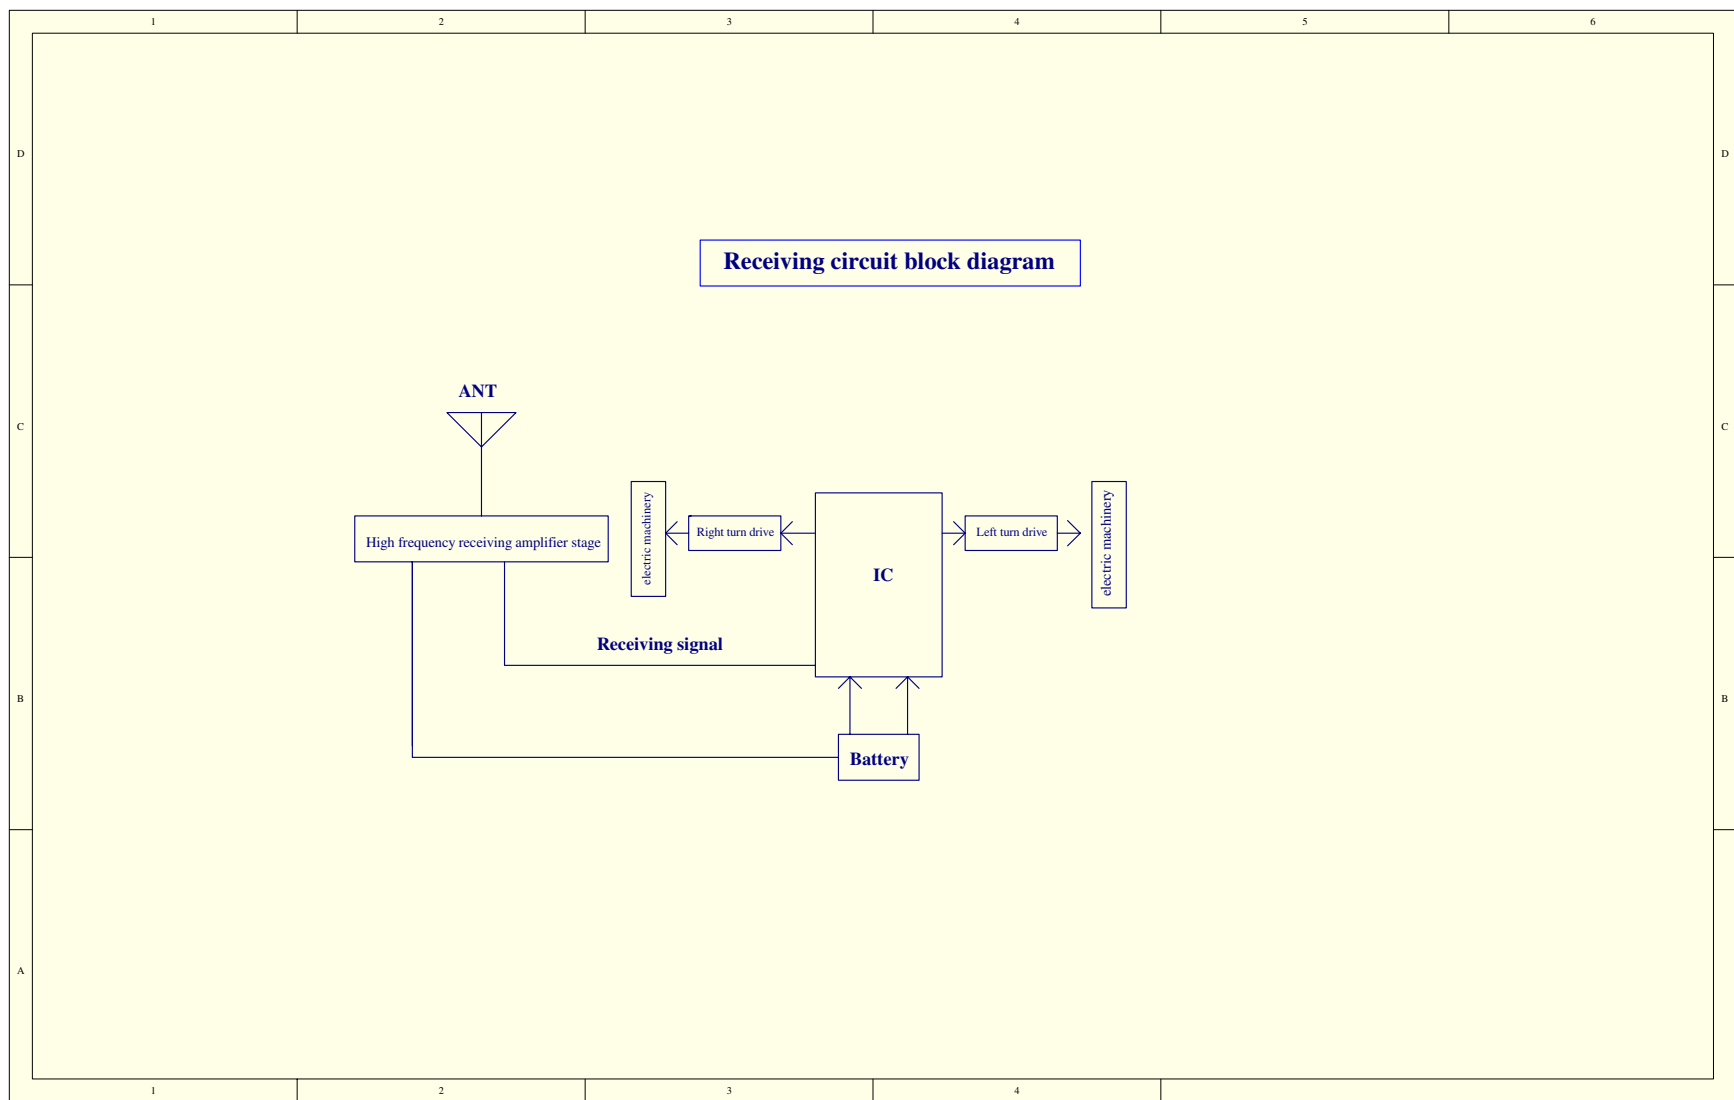 1 2 3 4 5 6
D D
Receiving circuit block diagram
ANT
C C
electric machinery
Right turn drive
Left turn drive
electric machinery
High frequency receiving amplifier stage
IC
Receiving signal
B B
Battery
A
1 2 3 4